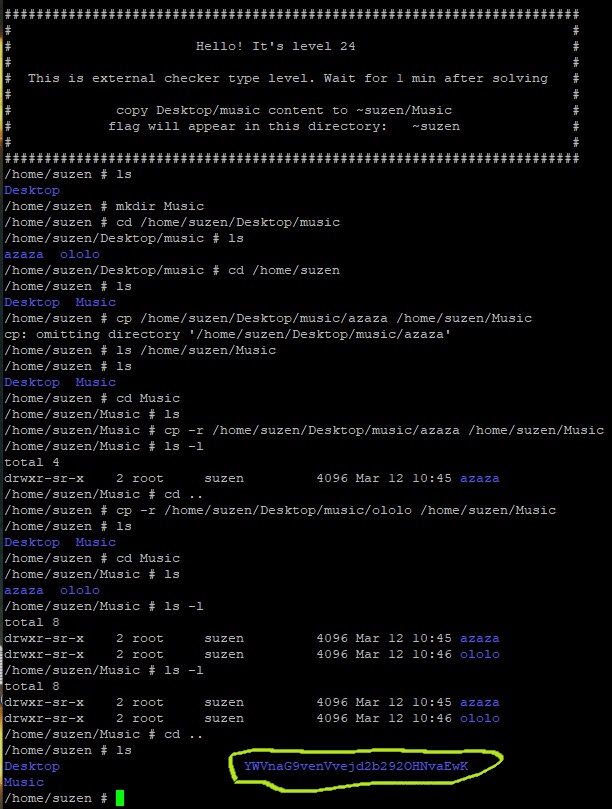 ################################################################################
# #
# Hello! It's level 24 #
# #
# This is external checker type level. Wait for 1 min after solving #
# #
# copy Desktop/music content to ~suzen/Music #
# flag will appear in this directory: ~suzen #
# #
################################################################################
/home/suzen # ls
Desktop
/home/suzen # mkdir Music
/home/suzen # cd /home/suzen/Desktop/music
/home/suzen/Desktop/music # ls
azaza ololo
/home/suzen/Desktop/music # cd /home/suzen
/home/suzen # ls
Desktop Music
/home/suzen # cp /home/suzen/Desktop/music/azaza /home/suzen/Music
cp: omitting directory '/home/suzen/Desktop/music/azaza'
/home/suzen # ls /home/suzen/Music
/home/suzen # ls
Desktop Music
/home/suzen # cd Music
/home/suzen/Music # ls
/home/suzen/Music # cp -r /home/suzen/Desktop/music/azaza /home/suzen/Music
/home/suzen/Music # ls -l
total 4
drwxr-sr-x 2 root suzen 4096 Mar 12 10:45 azaza
/home/suzen/Music # cd ..
/home/suzen # cp -r /home/suzen/Desktop/music/ololo /home/suzen/Music
/home/suzen # ls
Desktop Music
/home/suzen # cd Music
/home/suzen/Music # ls
azaza ololo
/home/suzen/Music # ls -l
total 8
drwxr-sr-x 2 root suzen 4096 Mar 12 10:45 azaza
drwxr-sr-x 2 root suzen 4096 Mar 12 10:46 ololo
/home/suzen/Music # ls -l
total 8
drwxr-sr-x 2 root suzen 4096 Mar 12 10:45 azaza
drwxr-sr-x 2 root suzen 4096 Mar 12 10:46 ololo
/home/suzen/Music # cd ..
/home/suzen # ls
Desktop YWVnaG9venVvejd2b292OHNvaEwK
Music
/home/suzen #